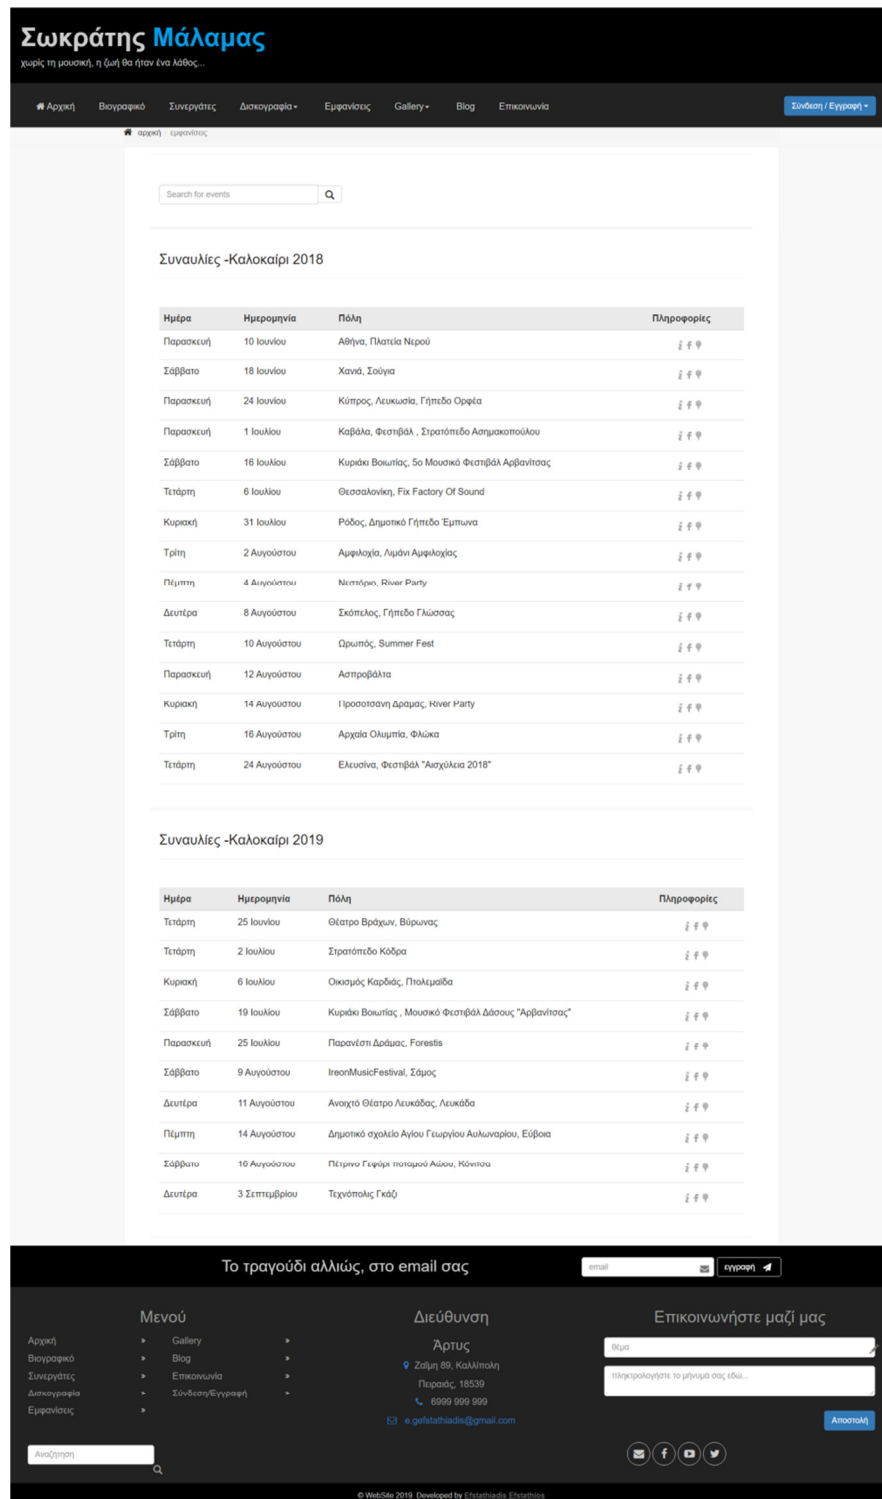 Σωκράτης Μάλαμας
χωρίς τη μουσική, η ζωή θα ήταν ένα λάθος...
Αρχική Βιογραφικό Συνεργάτες Δισκογραφία Εμφανίσεις Gallery Blog Επικοινωνία Σύνδεση / Εγγραφή
αρχική / εμφανίσεις
Search for events
Συναυλίες -Καλοκαίρι 2018
Ημέρα Ημερομηνία Πόλη Πληροφορίες
Παρασκευή 10 Ιουνίου Αθήνα, Πλατεία Νερού
Σάββατο 18 Ιουνίου Χανιά, Σούγια
Παρασκευή 24 Ιουνίου Κύπρος, Λευκωσία, Γήπεδο Ορφέα
Παρασκευή 1 Ιουλίου Καβάλα, Φεστιβάλ , Στρατόπεδο Ασημακοπούλου
Σάββατο 16 Ιουλίου Κυριάκι Βοιωτίας, 5ο Μουσικό Φεστιβάλ Αρβανίτσας
Τετάρτη 6 Ιουλίου Θεσσαλονίκη, Fix Factory Of Sound
Κυριακή 31 Ιουλίου Ρόδος, Δημοτικό Γήπεδο Έμπωνα
Τρίτη 2 Αυγούστου Αμφιλοχία, Λιμάνι Αμφιλοχίας
Πέμπτη 4 Αυγούστου Νεστόριο, River Party
Δευτέρα 8 Αυγούστου Σκόπελος, Γήπεδο Γλώσσας
Τετάρτη 10 Αυγούστου Ωρωπός, Summer Fest
Παρασκευή 12 Αυγούστου Ασπροβάλτα
Κυριακή 14 Αυγούστου Προσοτσάνη Δράμας, River Party
Τρίτη 16 Αυγούστου Αρχαία Ολυμπία, Φλώκα
Τετάρτη 24 Αυγούστου Ελευσίνα, Φεστιβάλ "Αισχύλεια 2018"
Συναυλίες -Καλοκαίρι 2019
Ημέρα Ημερομηνία Πόλη Πληροφορίες
Τετάρτη 25 Ιουνίου Θέατρο Βράχων, Βύρωνας
Τετάρτη 2 Ιουλίου Στρατόπεδο Κόδρα
Κυριακή 6 Ιουλίου Οικισμός Καρδιάς, Πτολεμαΐδα
Σάββατο 19 Ιουλίου Κυριάκι Βοιωτίας , Μουσικό Φεστιβάλ Δάσους "Αρβανίτσας"
Παρασκευή 25 Ιουλίου Παρανέστι Δράμας, Forestis
Σάββατο 9 Αυγούστου IreonMusicFestival, Σάμος
Δευτέρα 11 Αυγούστου Ανοιχτό Θέατρο Λευκάδας, Λευκάδα
Πέμπτη 14 Αυγούστου Δημοτικό σχολείο Αγίου Γεωργίου Αυλωναρίου, Εύβοια
Σάββατο 16 Αυγούστου Πέτρινο Γεφύρι ποταμού Αώου, Κόνιτσα
Δευτέρα 3 Σεπτεμβρίου Τεχνόπολις Γκάζι
Το τραγούδι αλλιώς, στο email σας email εγγραφή
Μενού
Αρχική Gallery
Βιογραφικό Blog
Συνεργάτες Επικοινωνία
Δισκογραφία Σύνδεση/Εγγραφή
Εμφανίσεις
Αναζήτηση
Διεύθυνση
Άρτυς
Ζαΐμη 89, Καλλίπολη
Πειραιάς, 18539
6999 999 999
e.gefstathiadis@gmail.com
Επικοινωνήστε μαζί μας
θέμα
πληκτρολογήστε το μήνυμά σας εδώ...
Αποστολή
© WebSite 2019. Developed by Efstathiadis Efstathios